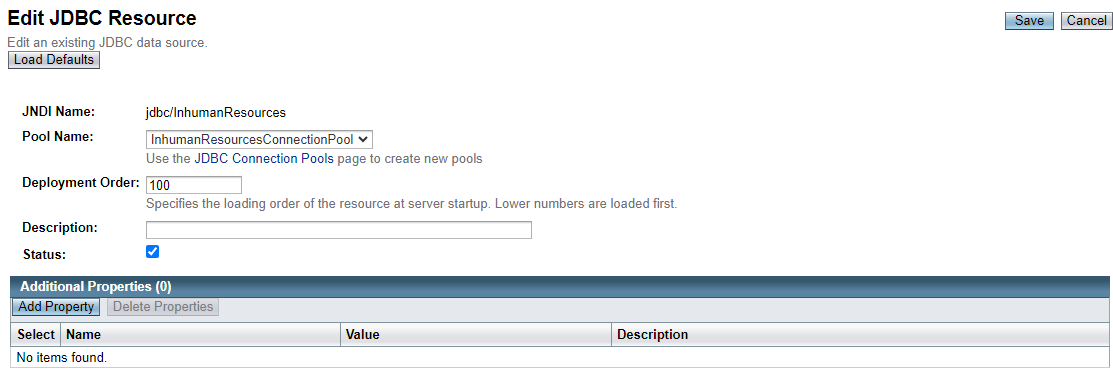 Edit JDBC Resource
Save Cancel
Edit an existing JDBC data source.
Load Defaults
JNDI Name: jdbc/InhumanResources
Pool Name: InhumanResourcesConnectionPool
Use the JDBC Connection Pools page to create new pools
Deployment Order: 100
Specifies the loading order of the resource at server startup. Lower numbers are loaded first.
Description:
Status:
Additional Properties (0)
Add Property Delete Properties
Select Name Value Description
No items found.